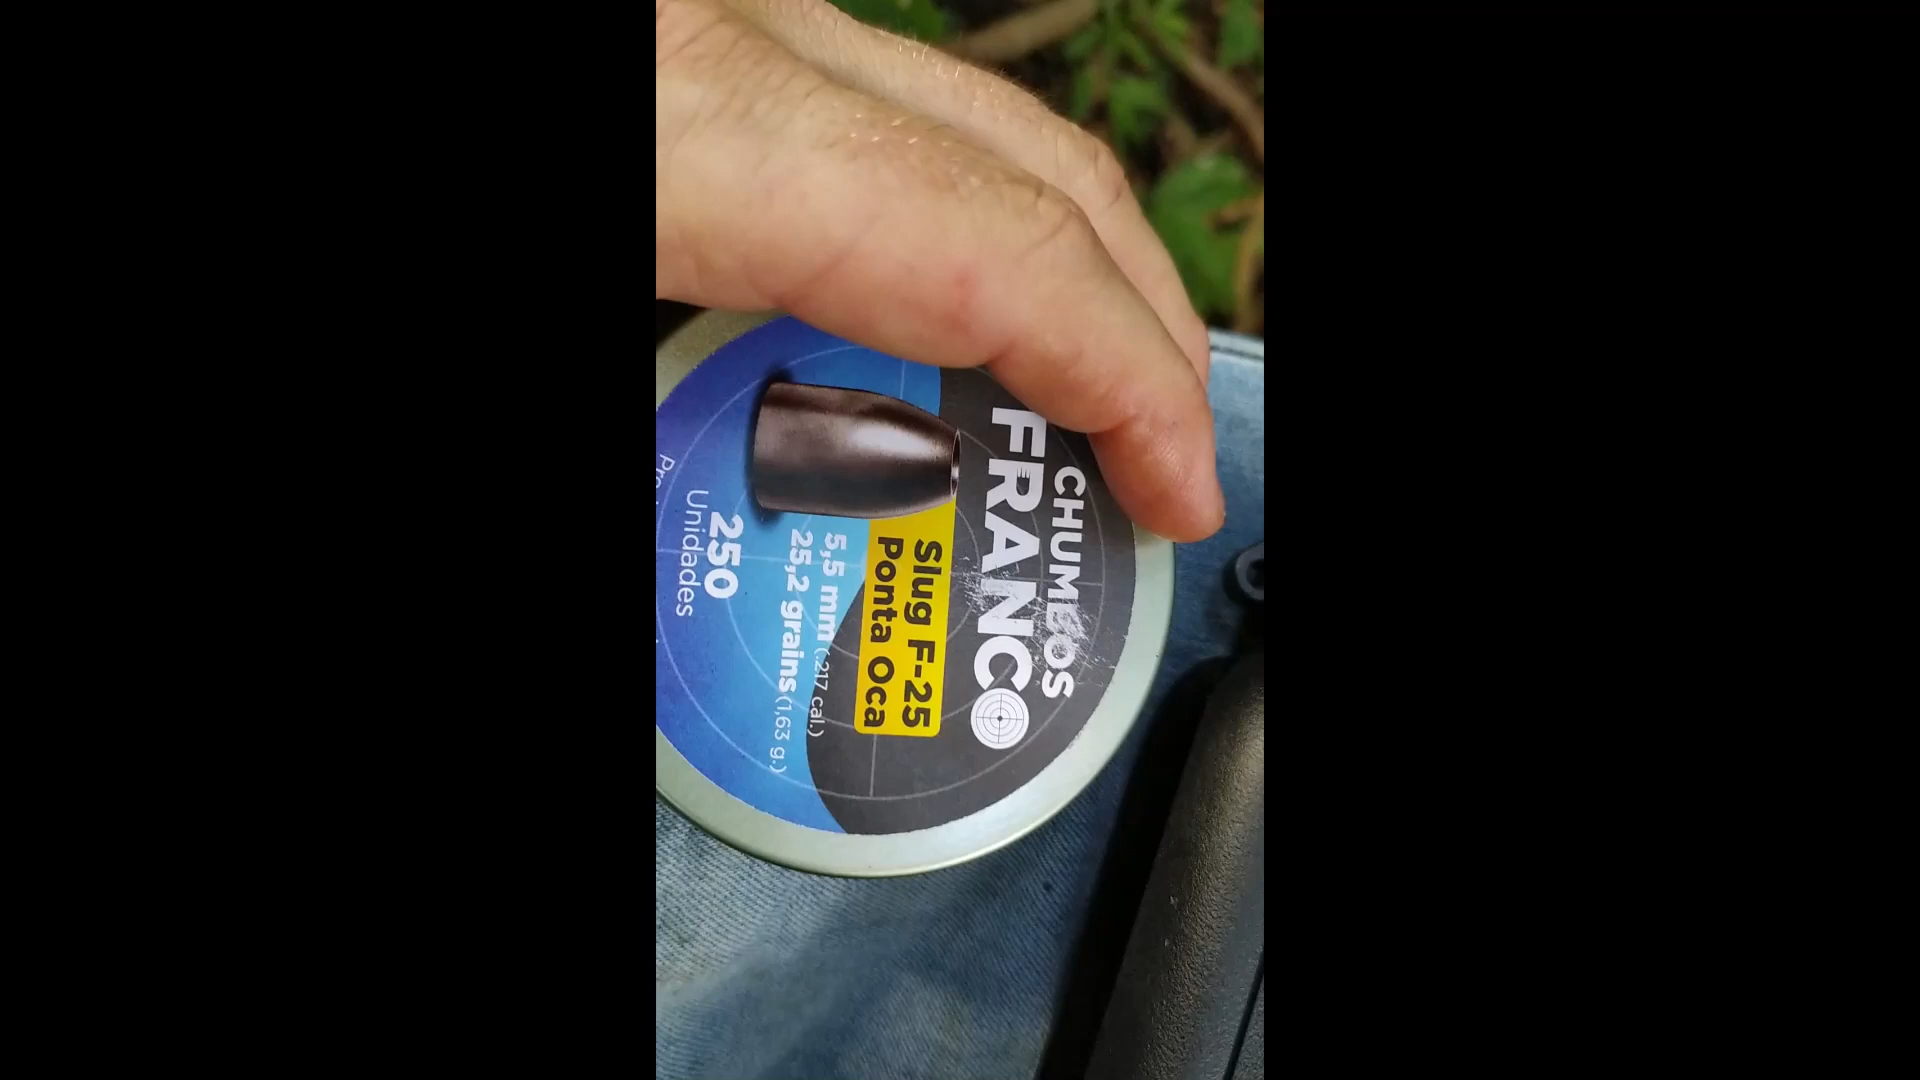 CHUMBOS
FRANCO
Slug F-25
Ponta Oca
5,5 mm (.217 cal.)
25,2 grains (1,63 g.)
250
Unidades